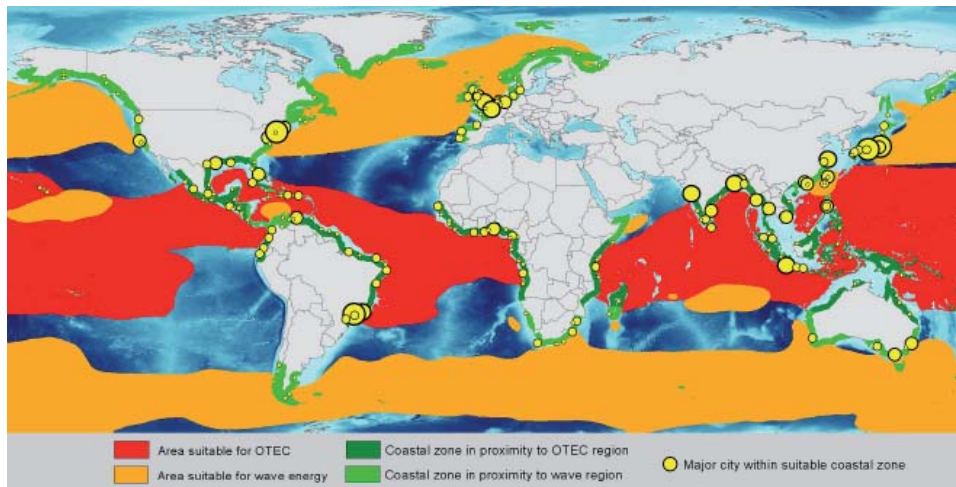 Area suitable for OTEC
Coastal zone in proximity to OTEC region
Area suitable for wave energy
Coastal zone in proximity to wave region
Major city within suitable coastal zone